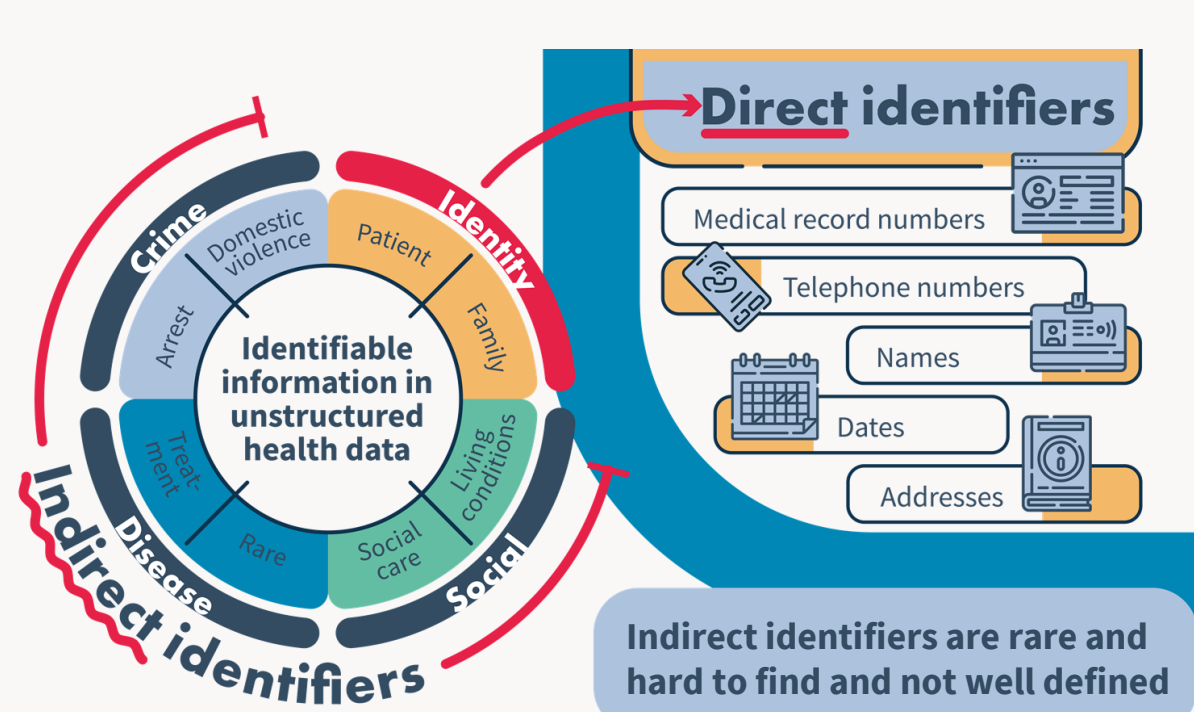 Crime
Identity
Disease
Social
Domestic
violence
Patient
Family
Living
conditions
Social
care
Rare
Treat-
ment
Arrest
Identifiable
information in
unstructured
health data
Indirect identifiers
Direct identifiers
Medical record numbers
Telephone numbers
Names
Dates
Addresses
Indirect identifiers are rare and
hard to find and not well defined